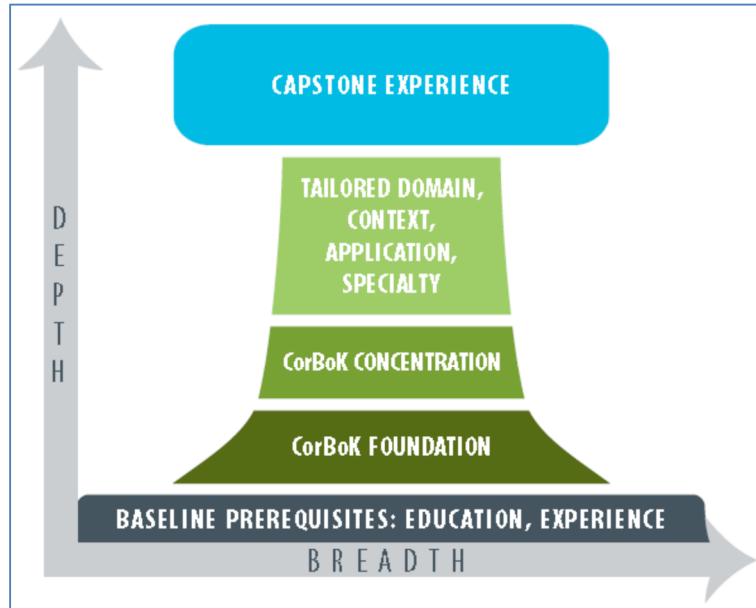 CAPSTONE EXPERIENCE
TAILORED DOMAIN,
CONTEXT,
APPLICATION,
SPECIALTY
DEPTH
CorBoK CONCENTRATION
CorBoK FOUNDATION
BASELINE PREREQUISITES: EDUCATION, EXPERIENCE
BREADTH